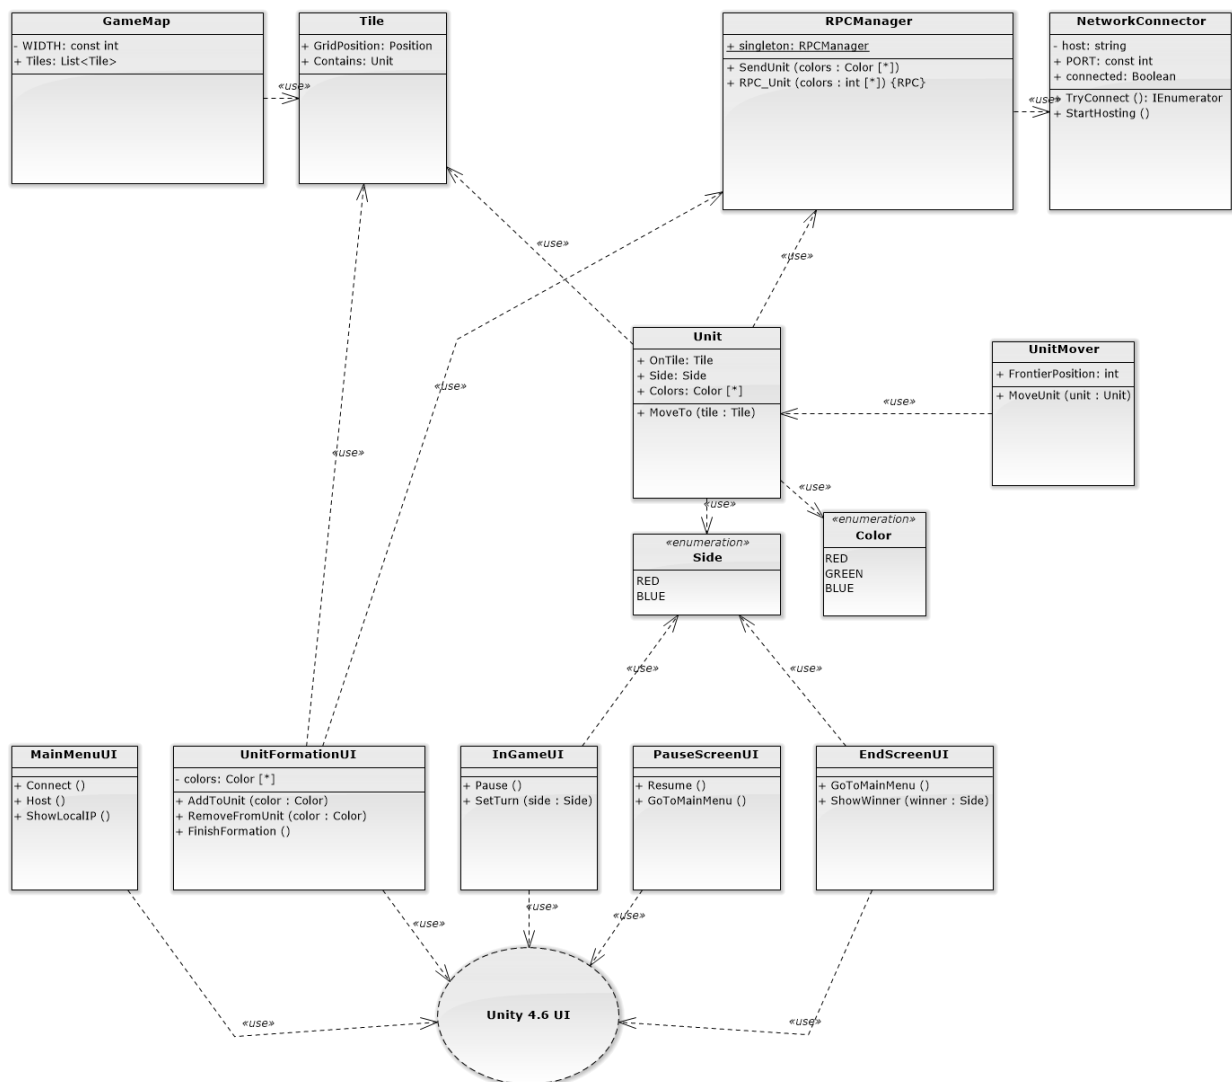 GameMap
- WIDTH: const int
+ Tiles: List<Tile>
«use»
Tile
+ GridPosition: Position
+ Contains: Unit
RPCManager
+ singleton: RPCManager
+ SendUnit (colors : Color [*])
+ RPC_Unit (colors : int [*]) {RPC}
«use»
NetworkConnector
- host: string
+ PORT: const int
+ connected: Boolean
+ TryConnect (): IEnumerator
+ StartHosting ()
«use»
«use»
«use»
«use»
Unit
+ OnTile: Tile
+ Side: Side
+ Colors: Color [*]
+ MoveTo (tile : Tile)
«use»
UnitMover
+ FrontierPosition: int
+ MoveUnit (unit : Unit)
«use»
«use»
«use»
«enumeration»
Side
RED
BLUE
«enumeration»
Color
RED
GREEN
BLUE
«use»
«use»
MainMenuUI
+ Connect ()
+ Host ()
+ ShowLocalIP ()
UnitFormationUI
- colors: Color [*]
+ AddToUnit (color : Color)
+ RemoveFromUnit (color : Color)
+ FinishFormation ()
InGameUI
+ Pause ()
+ SetTurn (side : Side)
PauseScreenUI
+ Resume ()
+ GoToMainMenu ()
EndScreenUI
+ GoToMainMenu ()
+ ShowWinner (winner : Side)
«use»
«use»
«use»
Unity 4.6 UI
«use»
«use»